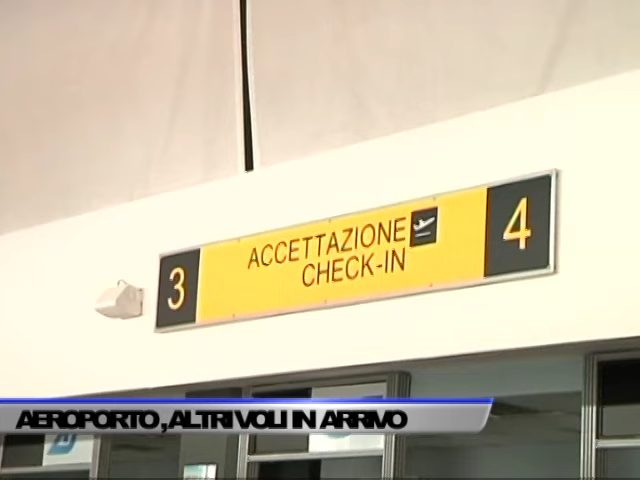 3
ACCETTAZIONE
CHECK-IN
4
AEROPORTO, ALTRI VOLI IN ARRIVO